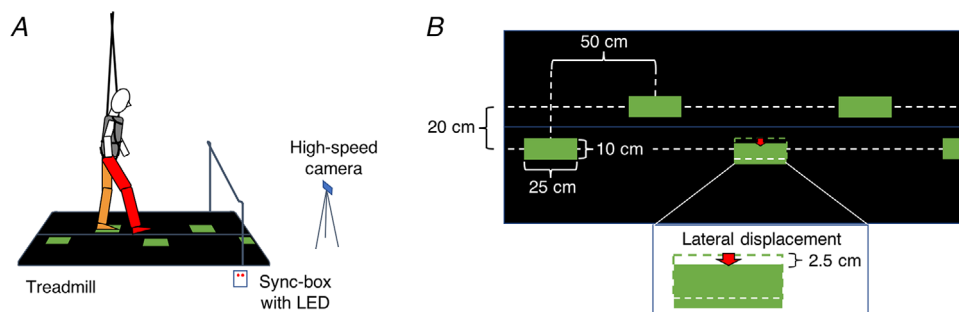 A
High-speed
camera
Treadmill
Sync-box
with LED
B
50 cm
20 cm
10 cm
25 cm
Lateral displacement
2.5 cm